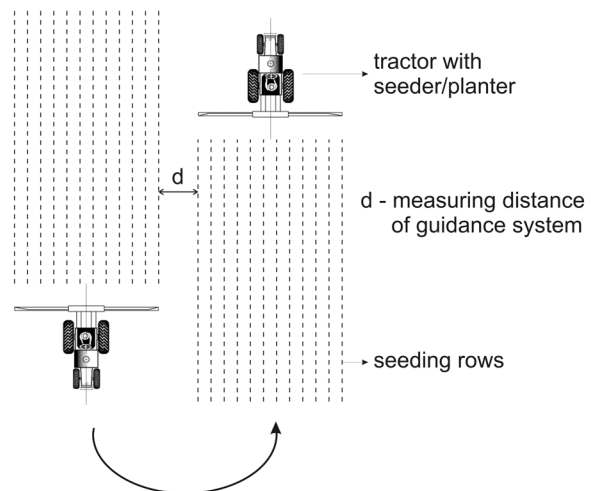 tractor with
seeder/planter
d
d - measuring distance
of guidance system
seeding rows